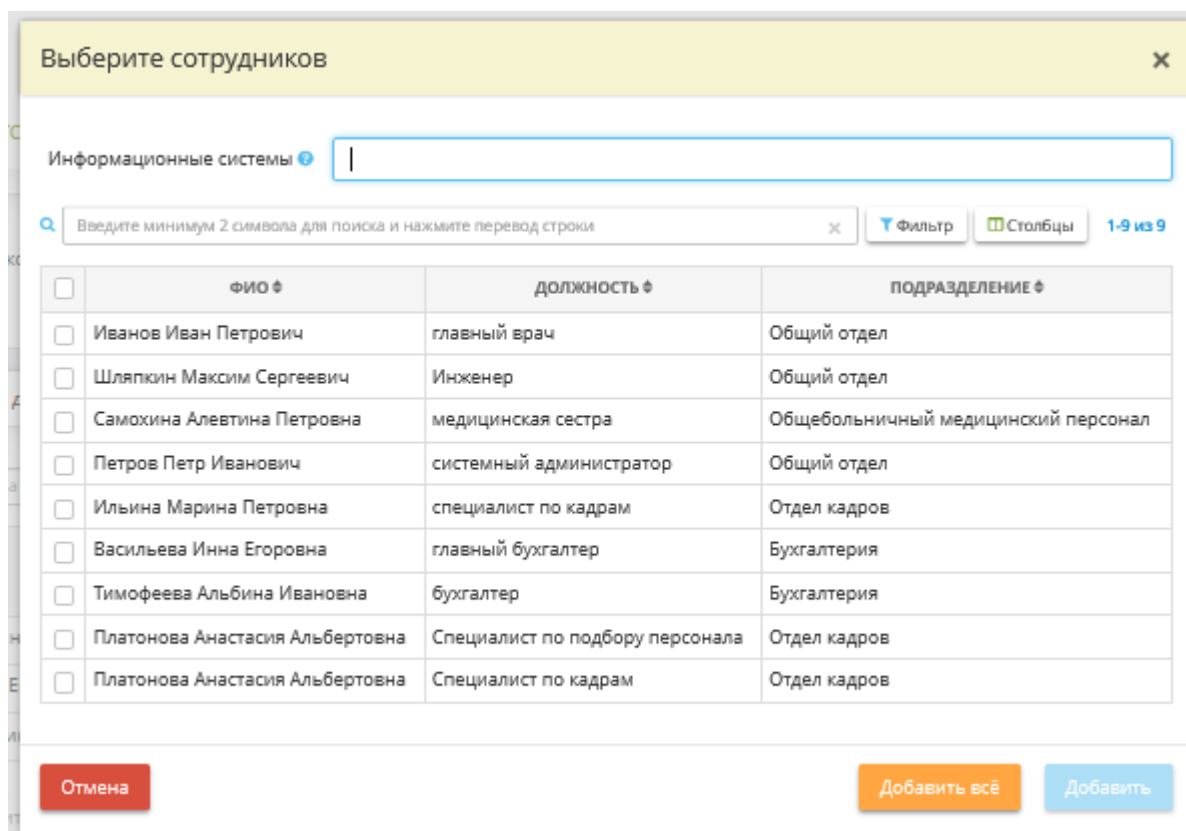 Выберите сотрудников ×
Информационные системы ?
Введите минимум 2 символа для поиска и нажмите перевод строки × Фильтр Столбцы 1-9 из 9
ФИО ДОЛЖНОСТЬ ПОДРАЗДЕЛЕНИЕ
Иванов Иван Петрович главный врач Общий отдел
Шляпкин Максим Сергеевич Инженер Общий отдел
Самохина Алевтина Петровна медицинская сестра Общебольничный медицинский персонал
Петров Петр Иванович системный администратор Общий отдел
Ильина Марина Петровна специалист по кадрам Отдел кадров
Васильева Инна Егоровна главный бухгалтер Бухгалтерия
Тимофеева Альбина Ивановна бухгалтер Бухгалтерия
Платонова Анастасия Альбертовна Специалист по подбору персонала Отдел кадров
Платонова Анастасия Альбертовна Специалист по кадрам Отдел кадров
Отмена Добавить всё Добавить